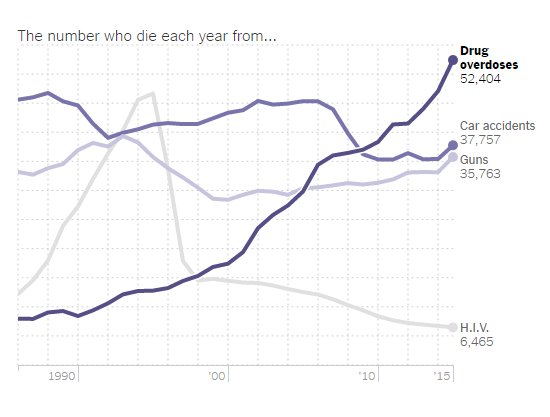 The number who die each year from...
Drug
overdoses
52,404
Car accidents
37,757
Guns
35,763
H.I.V.
6,465
1990
'00
'10
'15